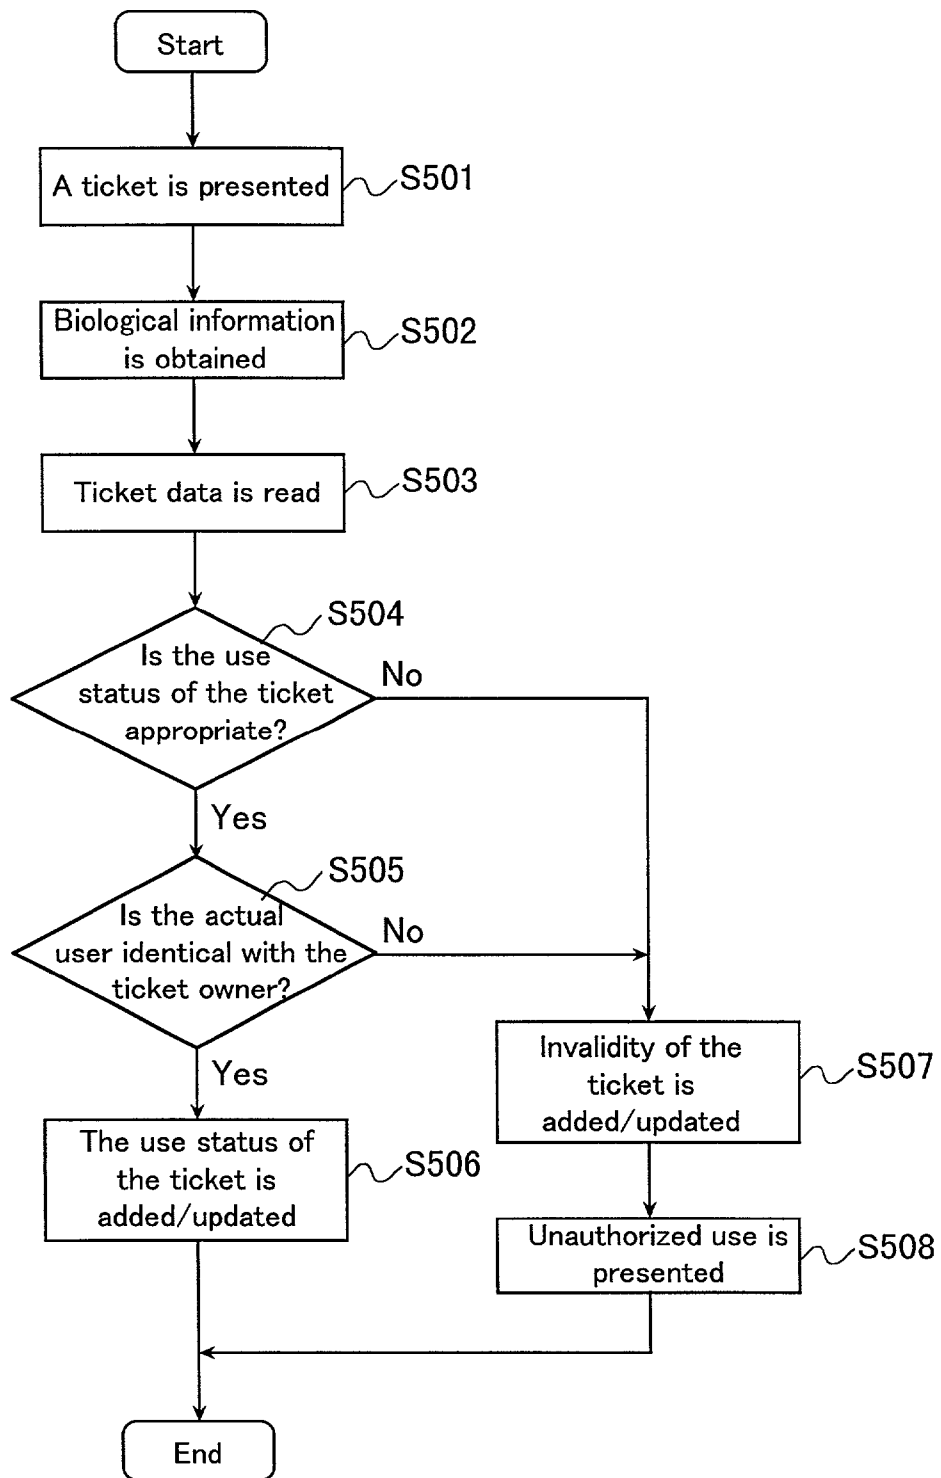 Start
A ticket is presented
S501
Biological information
is obtained
S502
Ticket data is read
S503
S504
Is the use
status of the ticket
appropriate?
No
Yes
S505
Is the actual
user identical with the
ticket owner?
No
Yes
The use status of
the ticket is
added/updated
S506
Invalidity of the
ticket is
added/updated
S507
Unauthorized use is
presented
S508
End